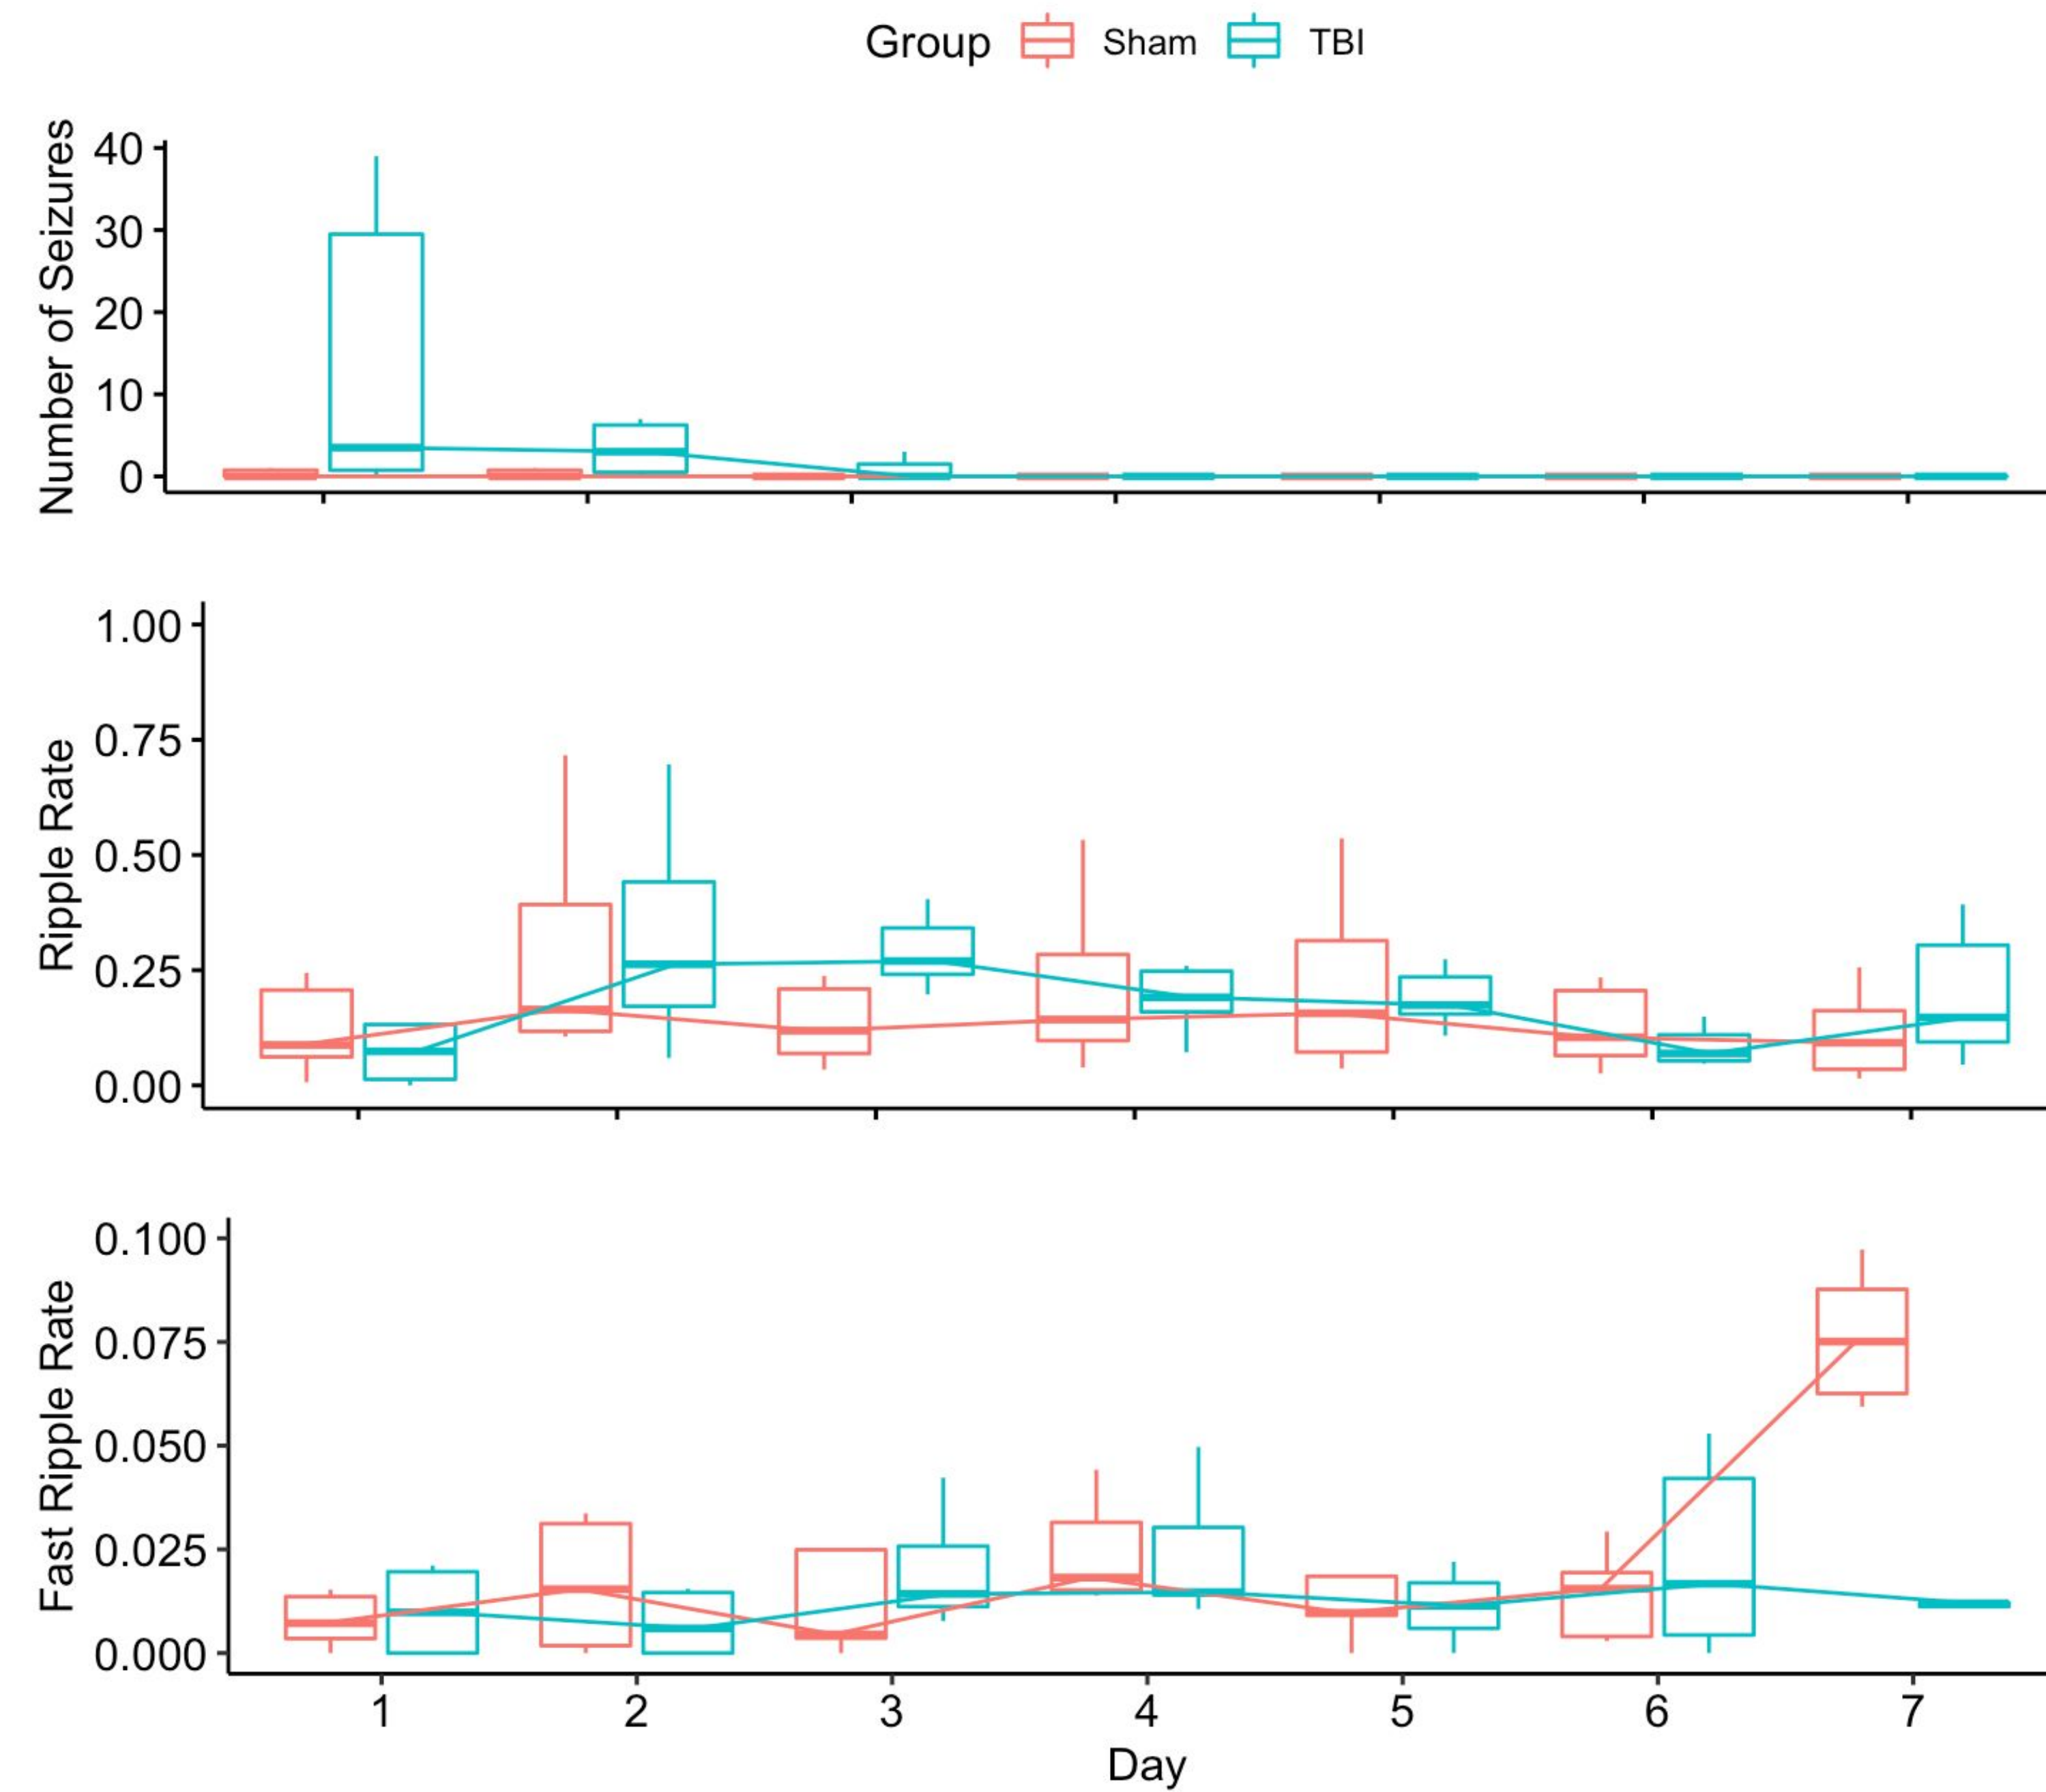 Group Sham TBI
Number of Seizures
40
30
20
10
0
Ripple Rate
1.00
0.75
0.50
0.25
0.00
Fast Ripple Rate
0.100
0.075
0.050
0.025
0.000
1 2 3 4 5 6 7
Day